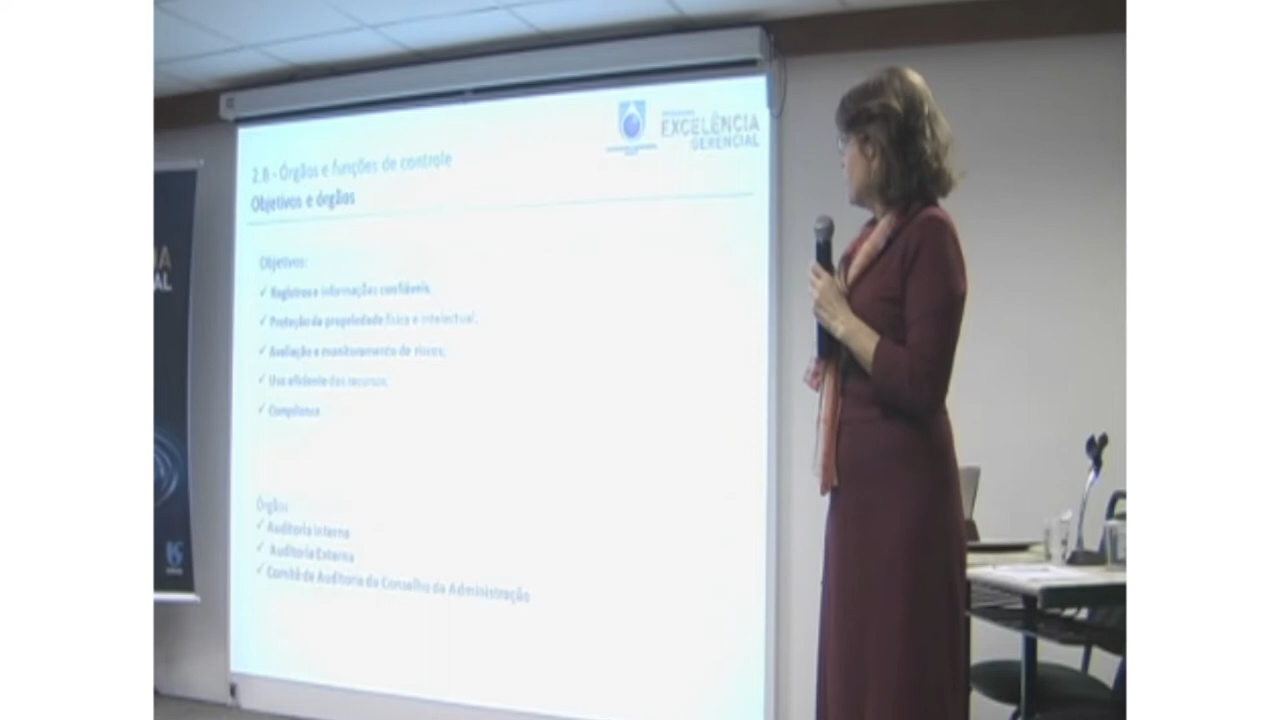 EXCELÊNCIA
GERENCIAL
2.8 - Órgãos e funções de controle
Objetivos e órgãos
Objetivos:
✓ Registros e informações confiáveis,
✓ Proteção da propriedade física e intelectual,
✓ Avaliação e monitoramento de riscos,
✓ Uso eficiente dos recursos;
✓ Compliance
Órgãos
✓ Auditoria Interna
✓ Auditoria Externa
✓ Comitê de Auditoria do Conselho de Administração
IA
AL